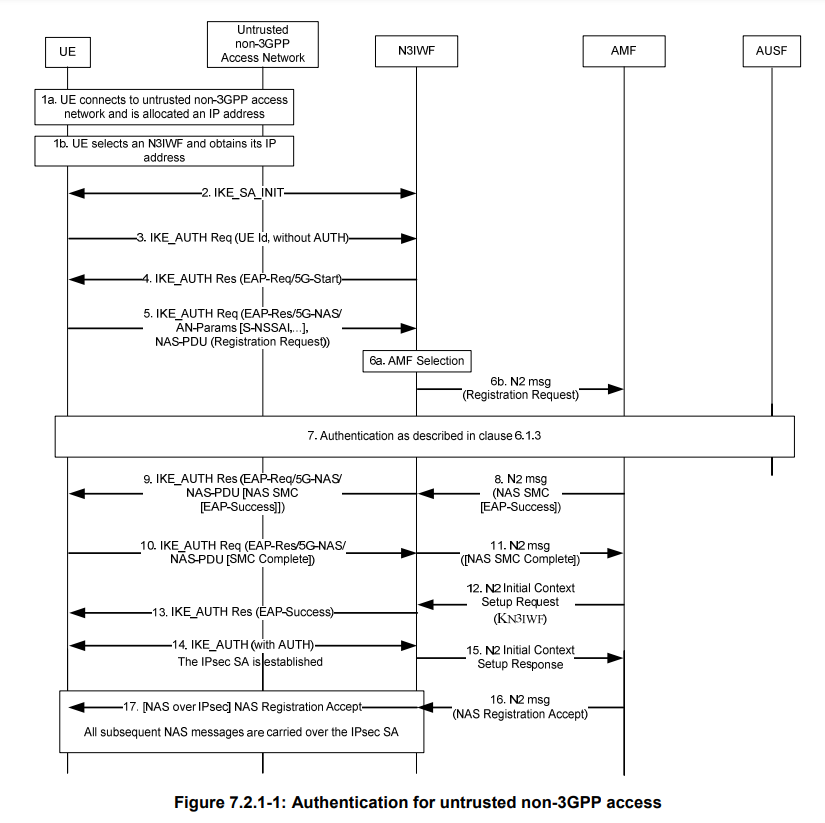 UE
Untrusted
non-3GPP
Access Network
N3IWF
AMF
AUSF
1a. UE connects to untrusted non-3GPP access
network and is allocated an IP address
1b. UE selects an N3IWF and obtains its IP
address
2. IKE_SA_INIT
3. IKE_AUTH Req (UE Id, without AUTH)
4. IKE_AUTH Res (EAP-Req/5G-Start)
5. IKE_AUTH Req (EAP-Res/5G-NAS/
AN-Params [S-NSSAI,...],
NAS-PDU (Registration Request))
6a. AMF Selection
6b. N2 msg
(Registration Request)
7. Authentication as described in clause 6.1.3
9. IKE_AUTH Res (EAP-Req/5G-NAS/
NAS-PDU [NAS SMC
[EAP-Success]])
8. N2 msg
(NAS SMC
[EAP-Success])
10. IKE_AUTH Req (EAP-Res/5G-NAS/
NAS-PDU [SMC Complete])
11. N2 msg
([NAS SMC Complete])
12. N2 Initial Context
Setup Request
(KN3IWF)
13. IKE_AUTH Res (EAP-Success)
14. IKE_AUTH (with AUTH)
The IPsec SA is established
15. N2 Initial Context
Setup Response
16. N2 msg
(NAS Registration Accept)
17. [NAS over IPsec] NAS Registration Accept
All subsequent NAS messages are carried over the IPsec SA
Figure 7.2.1-1: Authentication for untrusted non-3GPP access